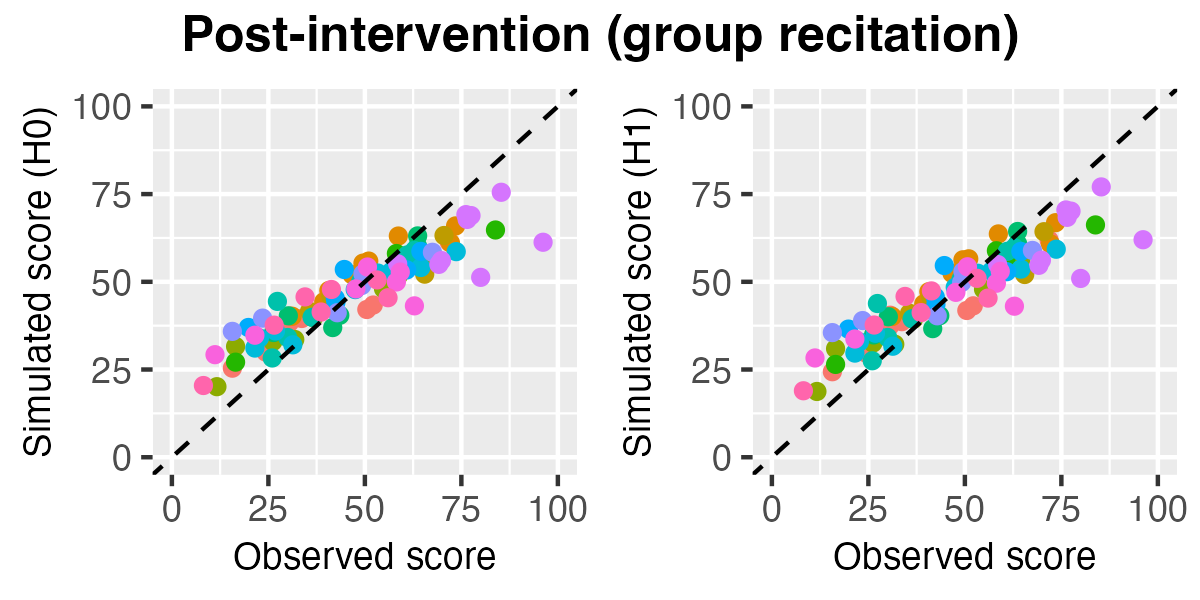 Post-intervention (group recitation)
Simulated score (H0)
100
75
50
25
0
0 25 50 75 100
Observed score
Simulated score (H1)
100
75
50
25
0
0 25 50 75 100
Observed score